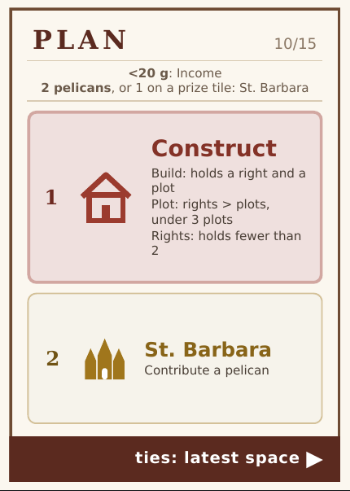 PLAN 10/15
<20 g: Income
2 pelicans, or 1 on a prize tile: St. Barbara
1
Construct
Build: holds a right and a
plot
Plot: rights > plots,
under 3 plots
Rights: holds fewer than
2
2
St. Barbara
Contribute a pelican
ties: latest space ▶